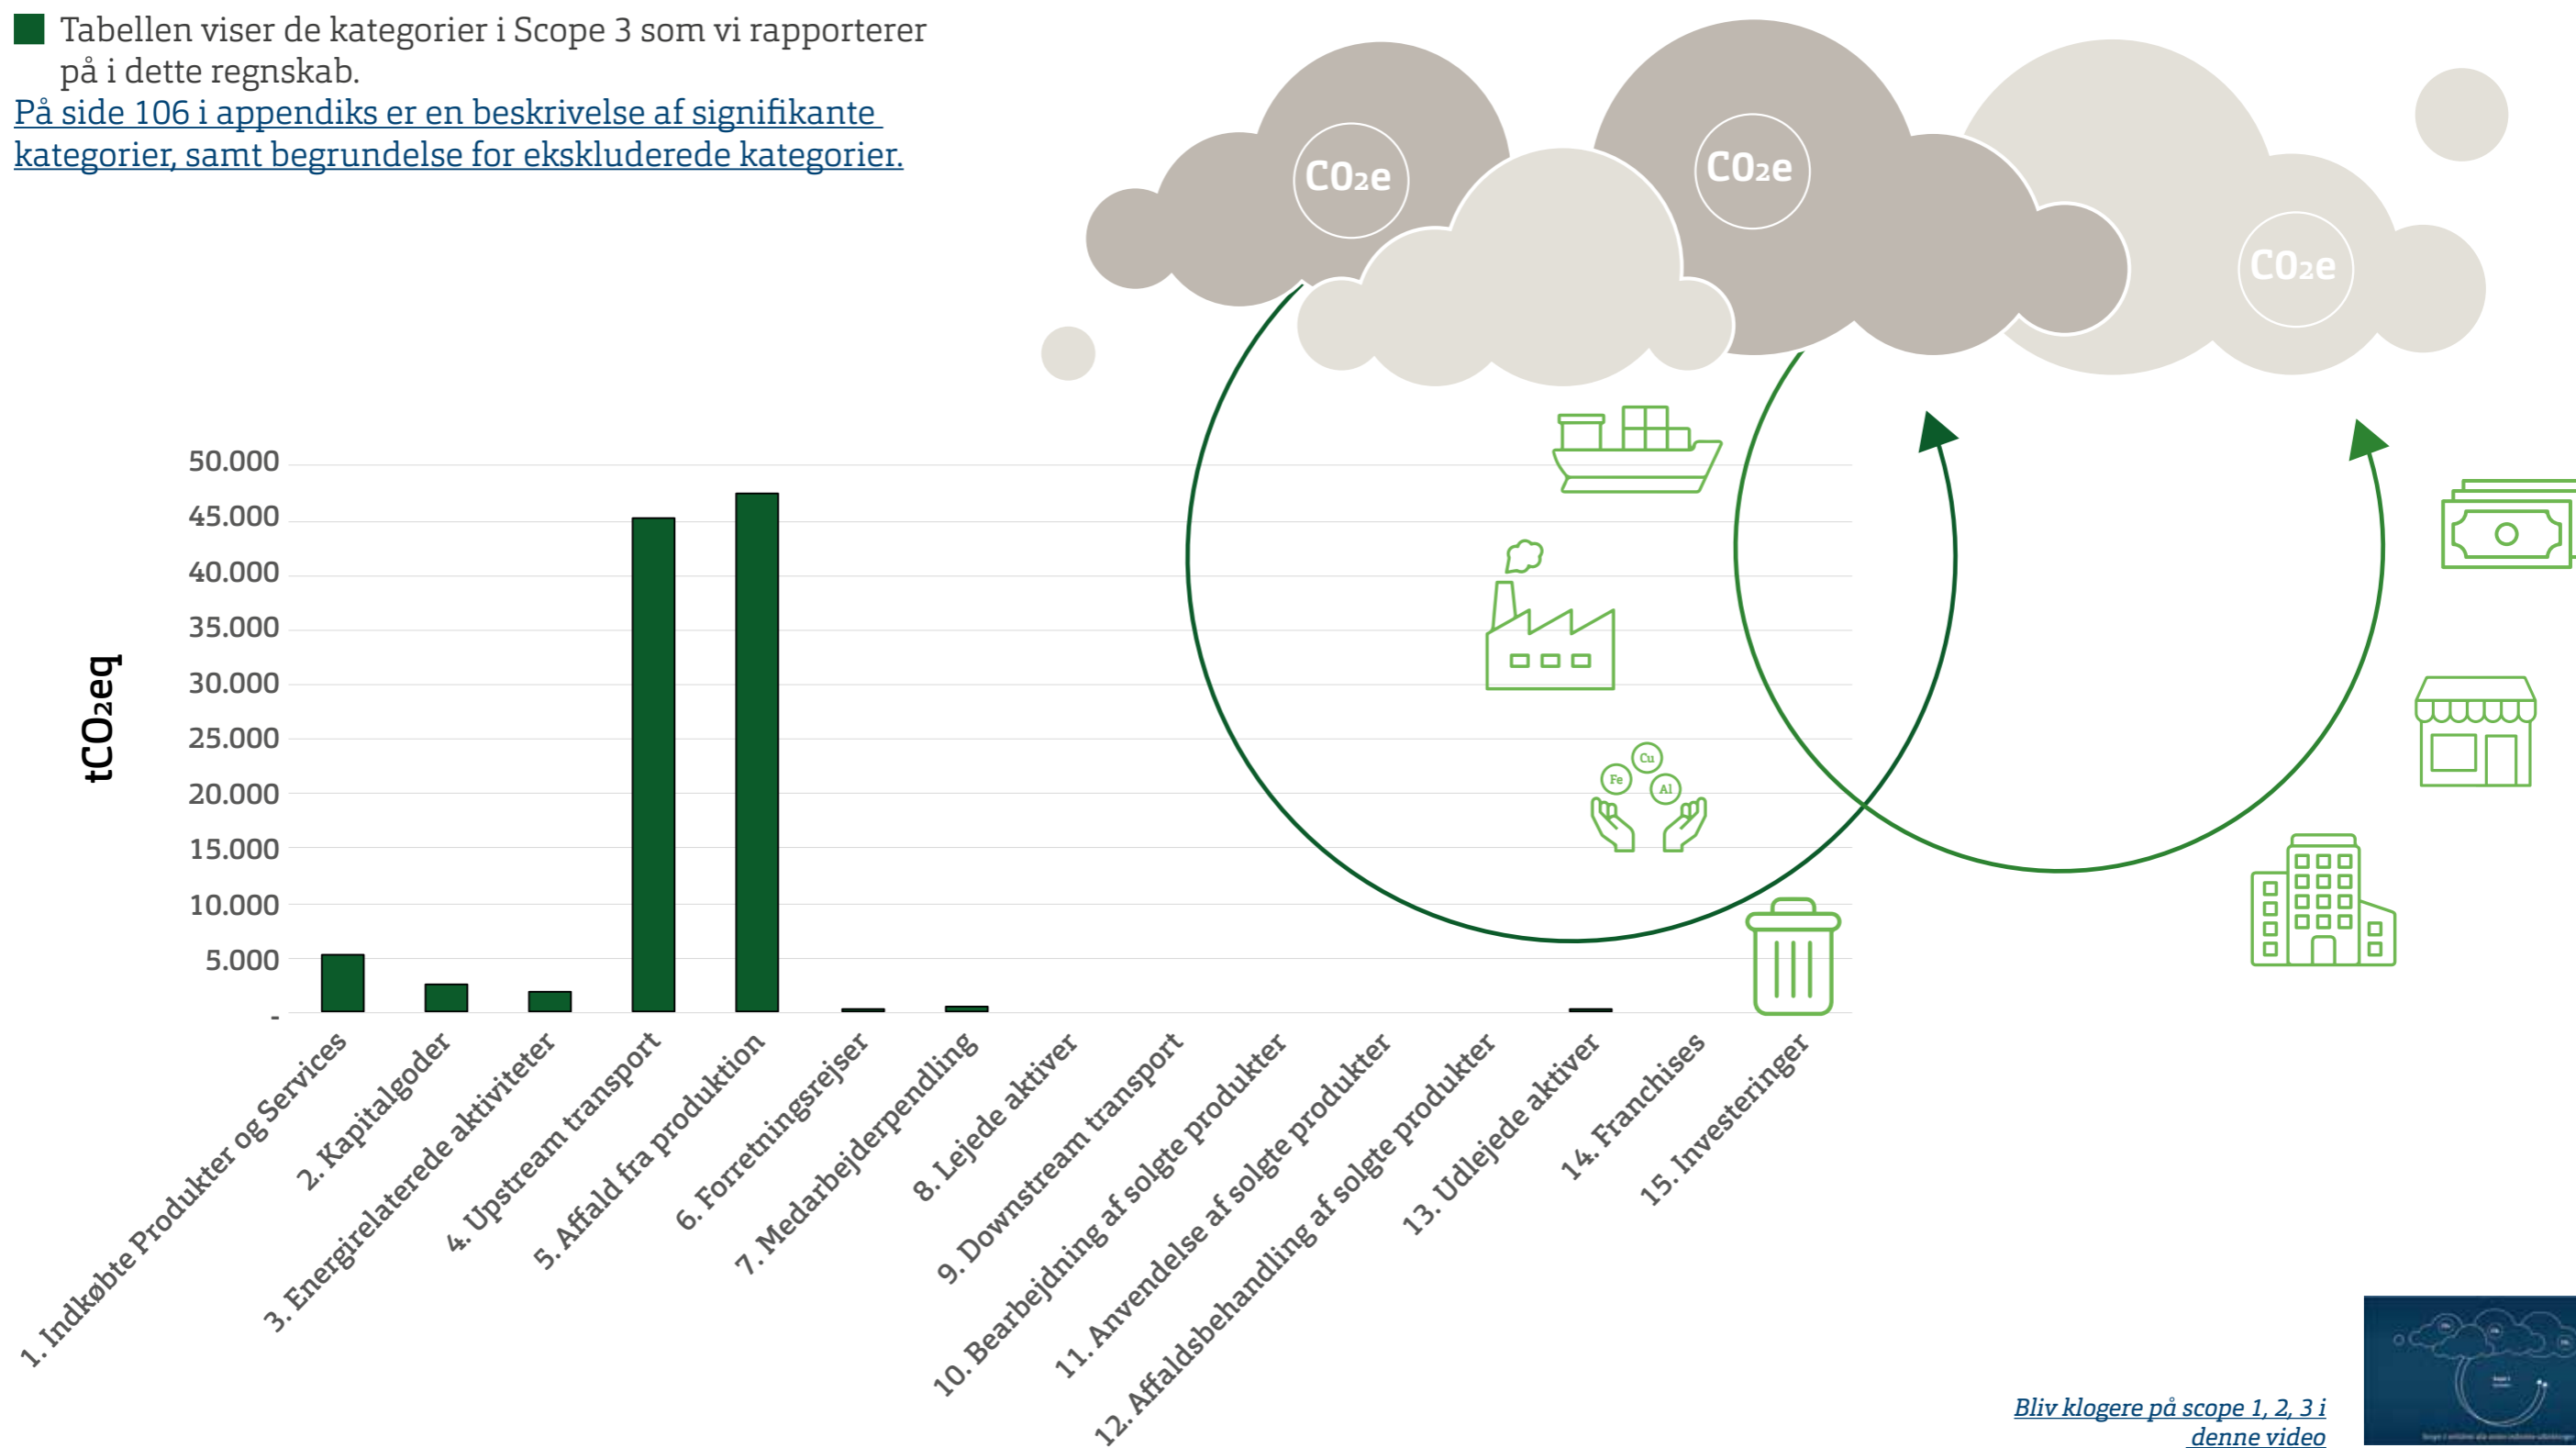 Tabellen viser de kategorier i Scope 3 som vi rapporterer
på i dette regnskab.
På side 106 i appendiks er en beskrivelse af signifikante
kategorier, samt begrundelse for ekskluderede kategorier.
CO₂e
CO₂e
CO₂e
50.000
45.000
40.000
35.000
30.000
25.000
20.000
15.000
10.000
5.000
-
tCO₂eq
Cu
Fe
Al
1. Indkøbte Produkter og Services
2. Kapitalgoder
3. Energirelaterede aktiviteter
4. Upstream transport
5. Affald fra produktion
6. Forretningsrejser
7. Medarbejderpendling
8. Lejede aktiver
9. Downstream transport
10. Bearbejdning af solgte produkter
11. Anvendelse af solgte produkter
12. Affaldsbehandling af solgte produkter
13. Udlejede aktiver
14. Franchises
15. Investeringer
Bliv klogere på scope 1, 2, 3 i
denne video